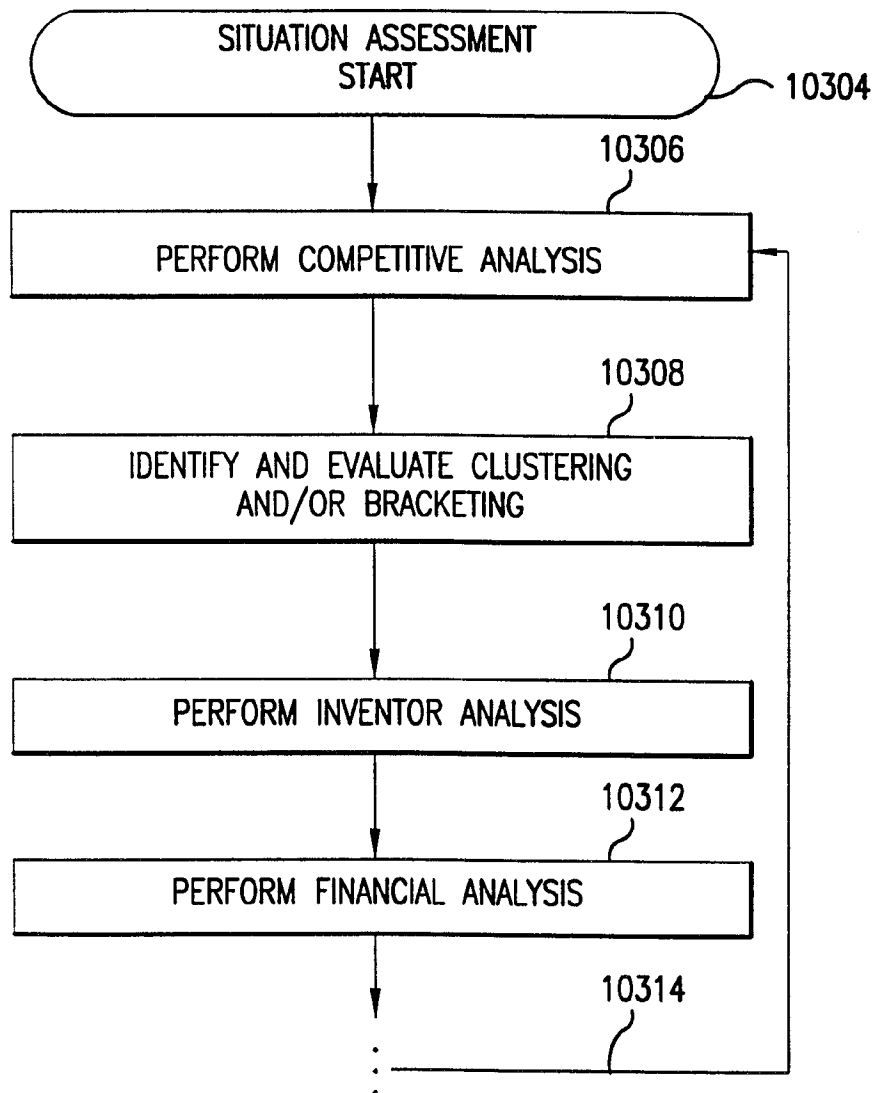 SITUATION ASSESSMENT
START
10304
10306
PERFORM COMPETITIVE ANALYSIS
10308
IDENTIFY AND EVALUATE CLUSTERING
AND/OR BRACKETING
10310
PERFORM INVENTOR ANALYSIS
10312
PERFORM FINANCIAL ANALYSIS
10314